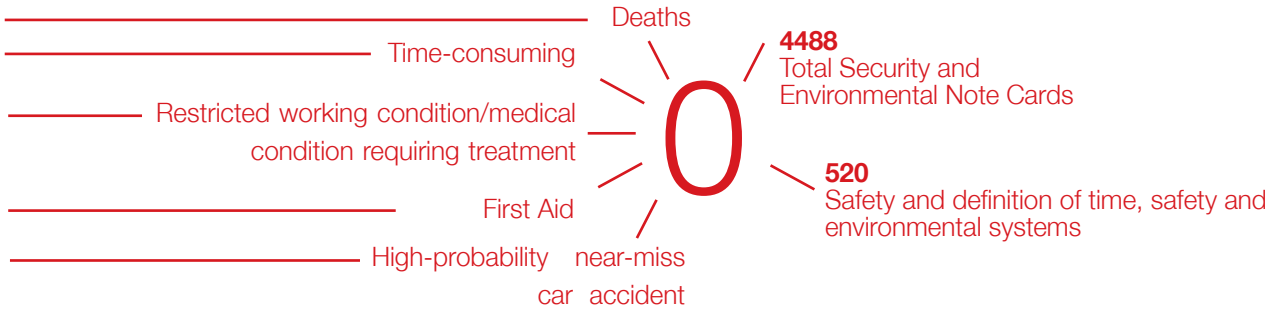 Deaths
Time-consuming
Restricted working condition/medical
condition requiring treatment
First Aid
High-probability near-miss
car accident
0
4488
Total Security and
Environmental Note Cards
520
Safety and definition of time, safety and
environmental systems